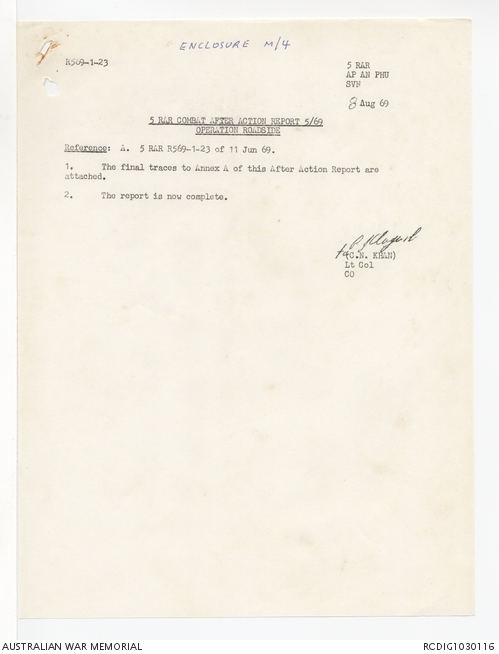 ENCLOSURE M/4
R569-1-23
5 RAR
AP AN PHU
SVN
8 Aug 69
5 RAR COMBAT AFTER ACTION REPORT 5/69
OPERATION ROADSIDE
Reference: A. 5 RAR R569-1-23 of 11 Jun 69.
1. The final traces to Annex A of this After Action Report are
attached.
2. The report is now complete.
(C.N. KHAN)
Lt Col
CO
AUSTRALIAN WAR MEMORIAL
RCDIG1030116